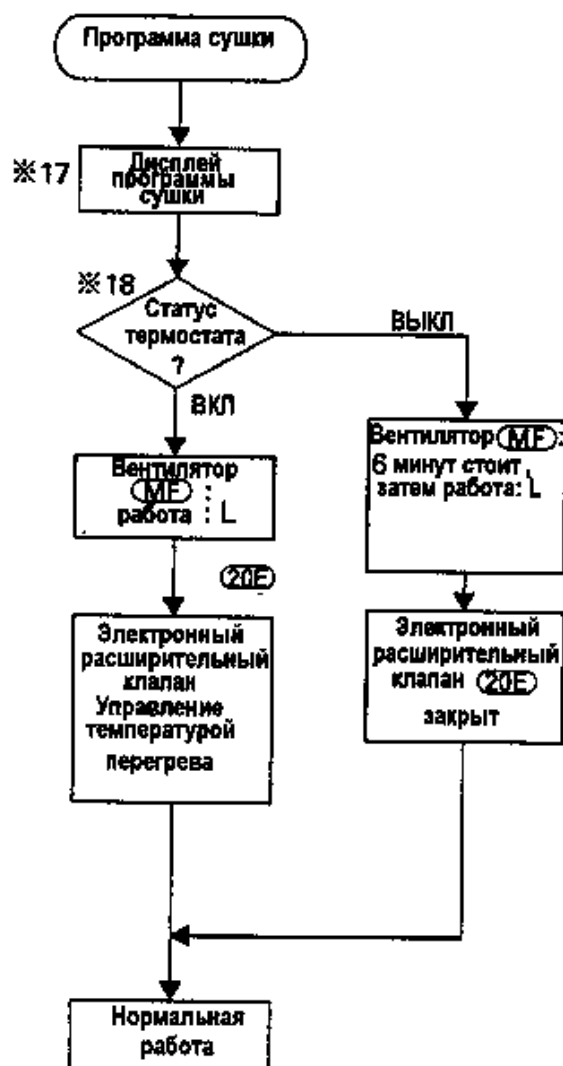 Программа сушки
※17
Дисплей
программы
сушки
※18
Статус
термостата
?
ВЫКЛ
ВКЛ
Вентилятор
MF :
работа : L
Вентилятор MF :
6 минут стоит,
затем работа: L
20E
Электронный
расширительный
клапан
Управление
температурой
перегрева
Электронный
расширительный
клапан 20E
закрыт
Нормальная
работа